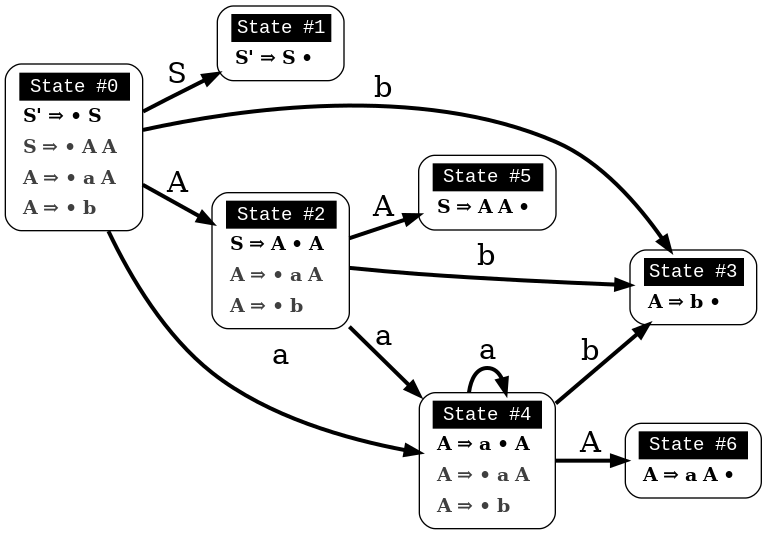 State #1
S' ⇒ S •
S
b
State #0
S' ⇒ • S
S ⇒ • A A
A ⇒ • a A
A ⇒ • b
A
State #5
S ⇒ A A •
A
State #2
S ⇒ A • A
A ⇒ • a A
A ⇒ • b
b
State #3
A ⇒ b •
a
a
a
b
State #4
A ⇒ a • A
A ⇒ • a A
A ⇒ • b
A
State #6
A ⇒ a A •